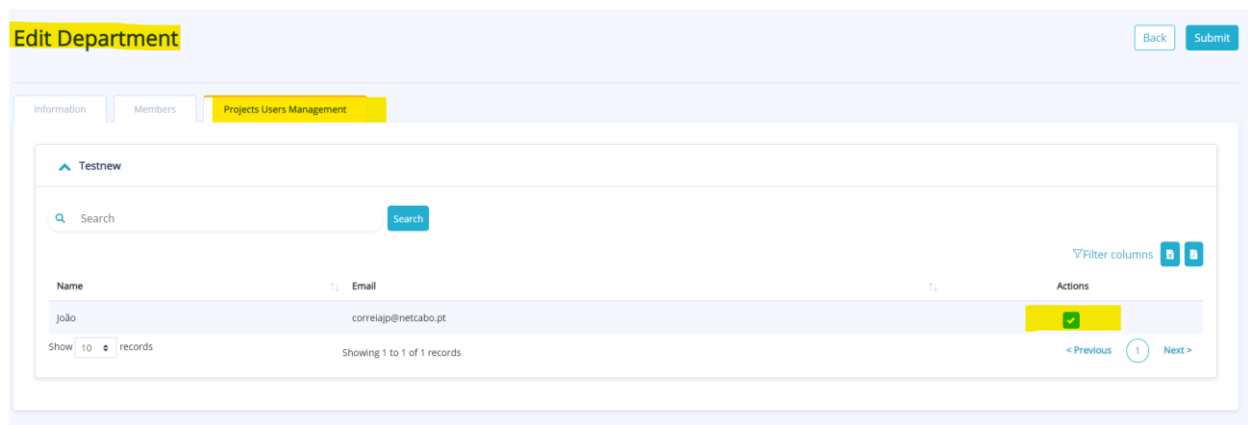 Edit Department
Back Submit
Information Members Projects Users Management
Testnew
Search Search
Filter columns
Name Email Actions
João correiajp@netcabo.pt
Show 10 records Showing 1 to 1 of 1 records < Previous 1 Next >